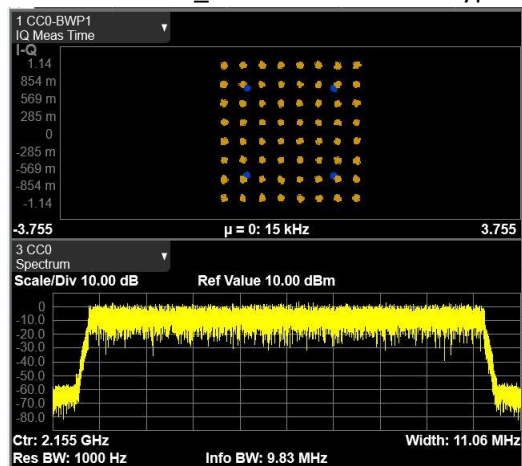 1 CC0-BWP1
IQ Meas Time
I-Q
1.14
854 m
569 m
285 m
0
-285 m
-569 m
-854 m
-1.14
-3.755 µ = 0: 15 kHz 3.755
3 CC0
Spectrum
Scale/Div 10.00 dB Ref Value 10.00 dBm
0
-10.0
-20.0
-30.0
-40.0
-50.0
-60.0
-70.0
-80.0
Ctr: 2.155 GHz Width: 11.06 MHz
Res BW: 1000 Hz Info BW: 9.83 MHz